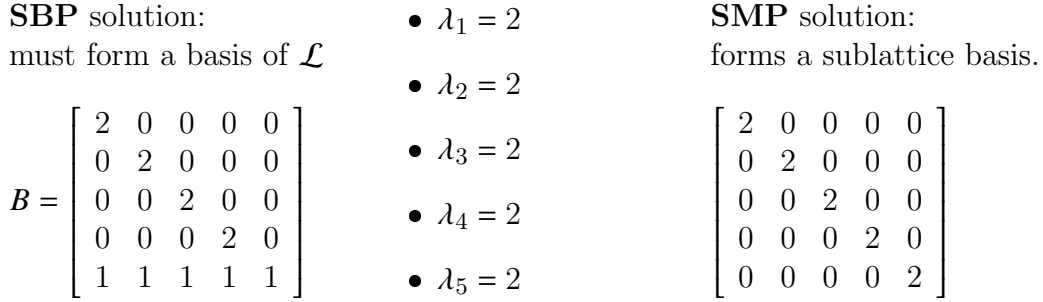 SBP solution:
must form a basis of 𝓛
B =
2 0 0 0 0
0 2 0 0 0
0 0 2 0 0
0 0 0 2 0
1 1 1 1 1
• λ₁ = 2
• λ₂ = 2
• λ₃ = 2
• λ₄ = 2
• λ₅ = 2
SMP solution:
forms a sublattice basis.
2 0 0 0 0
0 2 0 0 0
0 0 2 0 0
0 0 0 2 0
0 0 0 0 2